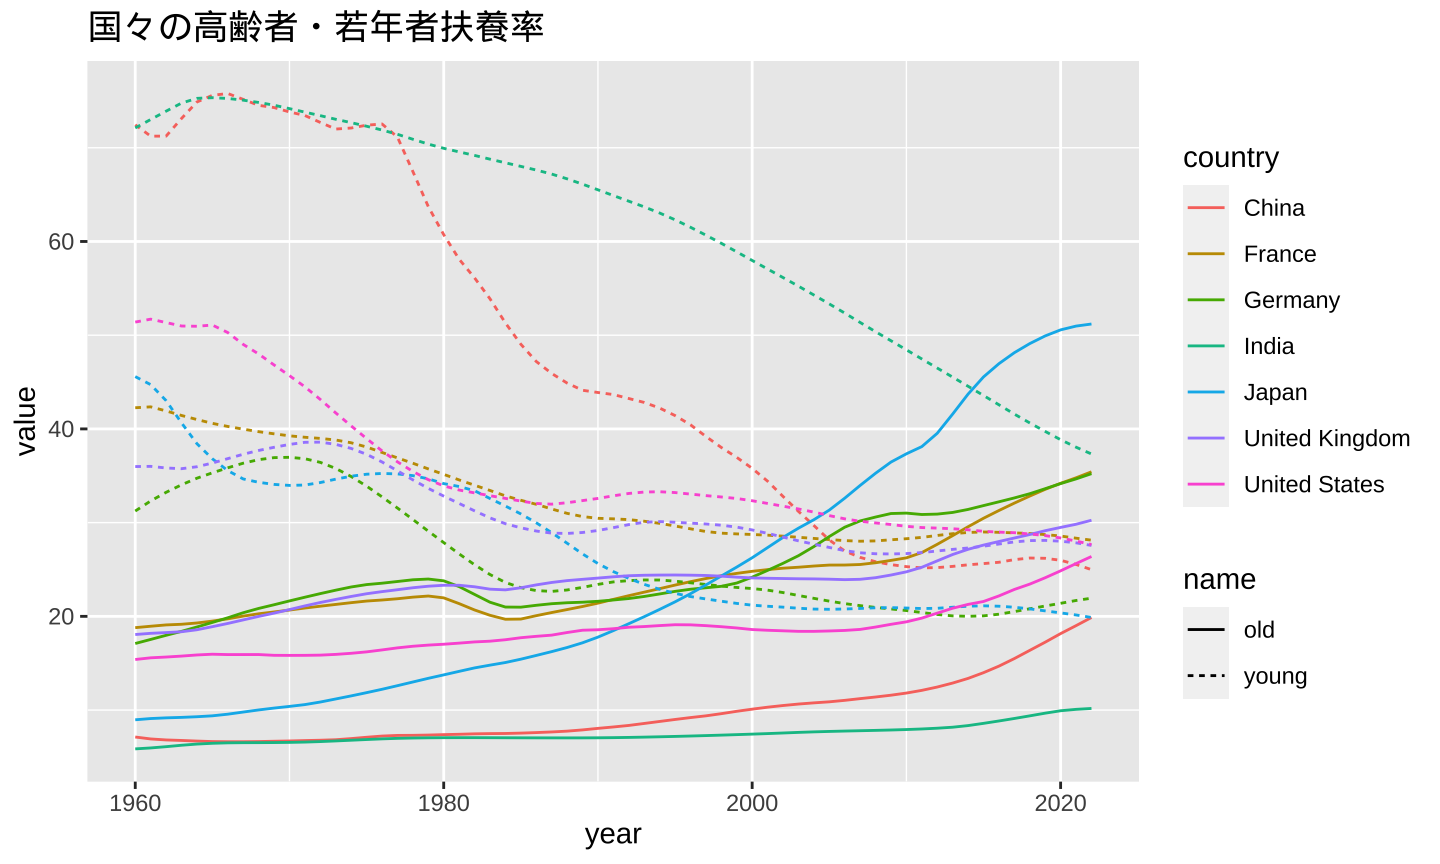 国々の高齢者・若年者扶養率
value
60
40
20
1960
1980
2000
2020
year
country
China
France
Germany
India
Japan
United Kingdom
United States
name
old
young